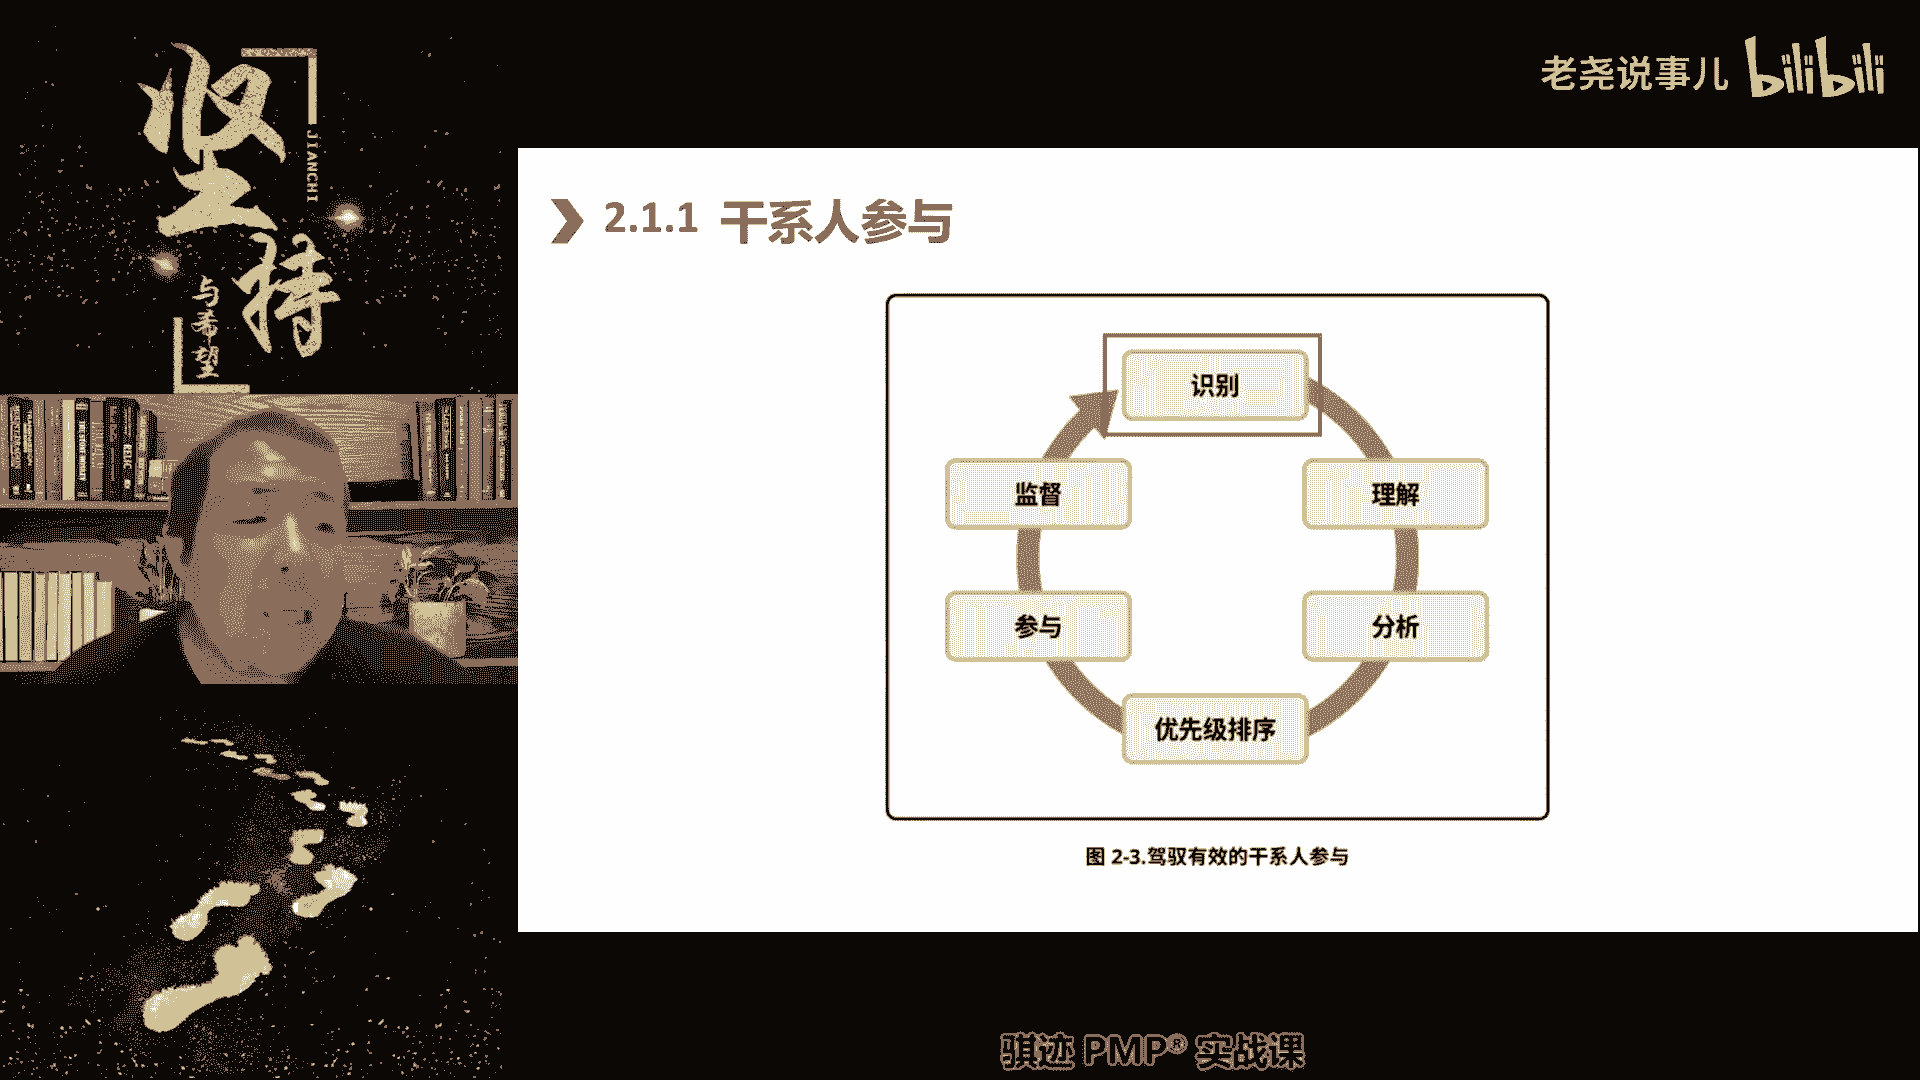 坚持
JIANCHI
与希望
老尧说事儿 bilibili
2.1.1 干系人参与
识别
监督
理解
参与
分析
优先级排序
图 2-3.驾驭有效的干系人参与
骐迹 PMP® 实战课